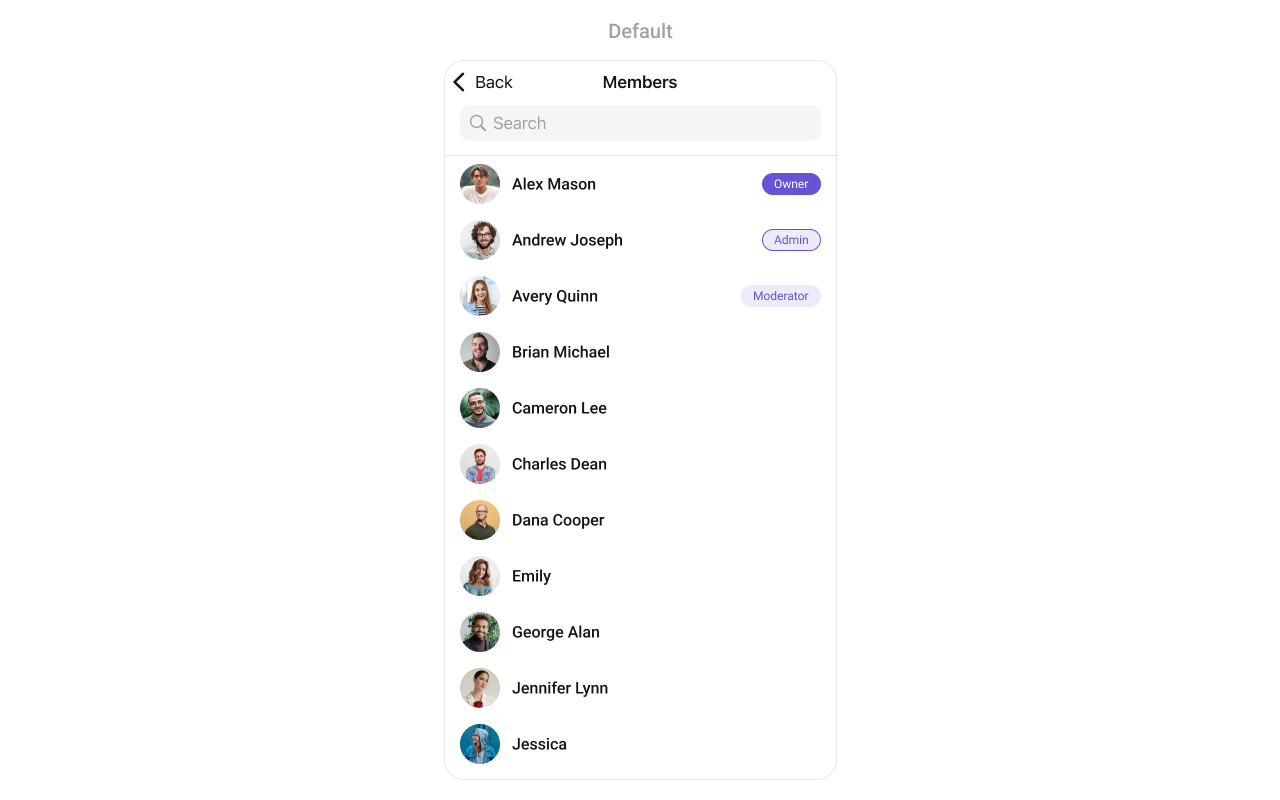 Default
Back Members
Search
Alex Mason Owner
Andrew Joseph Admin
Avery Quinn Moderator
Brian Michael
Cameron Lee
Charles Dean
Dana Cooper
Emily
George Alan
Jennifer Lynn
Jessica